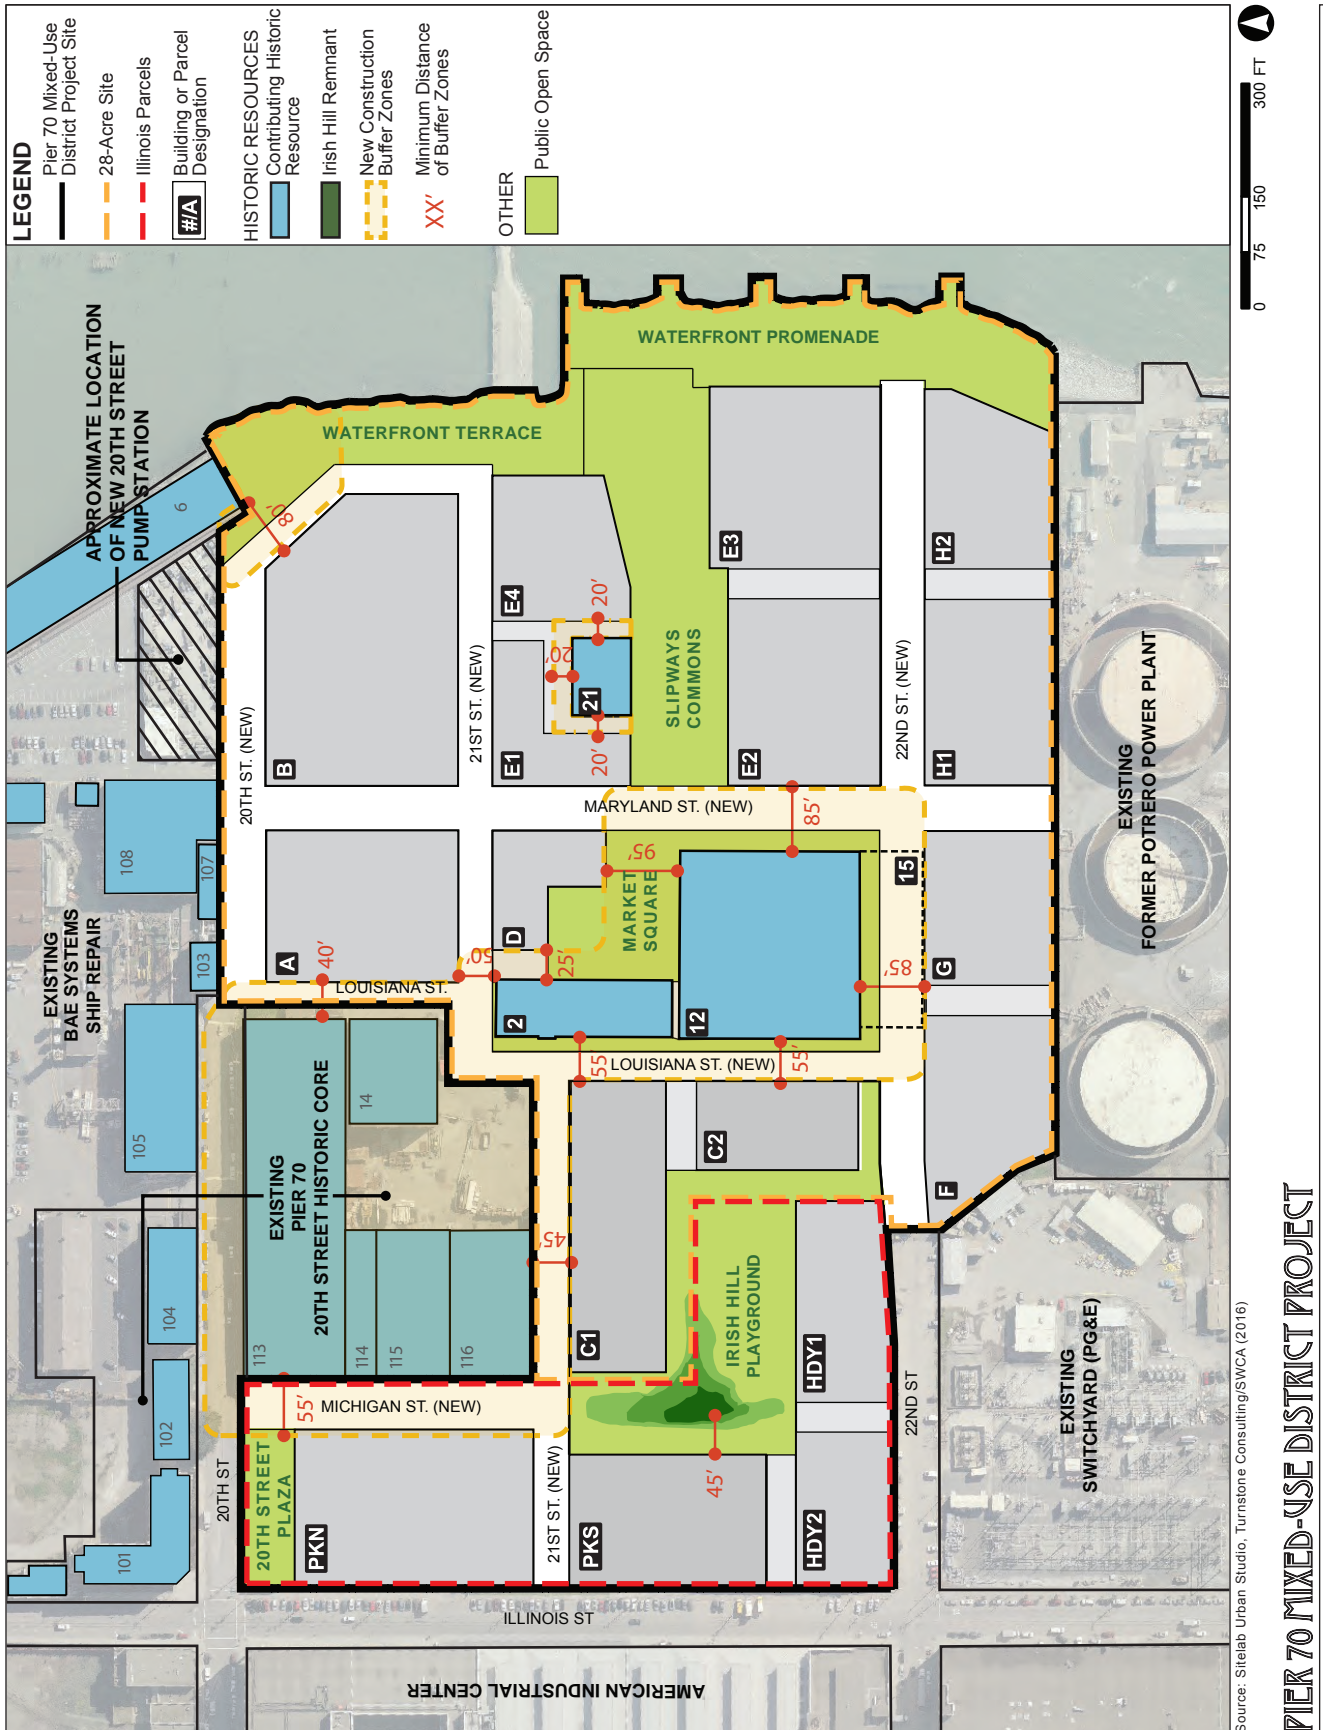 LEGEND
Pier 70 Mixed-Use
District Project Site
28-Acre Site
Illinois Parcels
#/A
Building or Parcel
Designation
HISTORIC RESOURCES
Contributing Historic
Resource
Irish Hill Remnant
New Construction
Buffer Zones
XX'
Minimum Distance
of Buffer Zones
OTHER
Public Open Space
APPROXIMATE LOCATION
OF NEW 20TH STREET
PUMP STATION
6
80'
WATERFRONT TERRACE
WATERFRONT PROMENADE
EXISTING
BAE SYSTEMS
SHIP REPAIR
108
107
103
105
104
102
101
20TH ST. (NEW)
B
A
40'
LOUISIANA ST.
21ST ST. (NEW)
E4
E1
21
20'
20'
20'
SLIPWAYS
COMMONS
E3
E2
22ND ST. (NEW)
H2
H1
MARYLAND ST. (NEW)
85'
95'
MARKET
SQUARE
D
50'
25'
2
12
15
85'
G
F
55'
LOUISIANA ST. (NEW)
55'
EXISTING
PIER 70
20TH STREET HISTORIC CORE
113
114
115
116
14
45'
C1
C2
IRISH HILL
PLAYGROUND
HDY1
HDY2
45'
55'
MICHIGAN ST. (NEW)
20TH STREET
PLAZA
PKN
PKS
21ST ST. (NEW)
20TH ST
22ND ST
ILLINOIS ST
AMERICAN INDUSTRIAL CENTER
EXISTING
FORMER POTRERO POWER PLANT
EXISTING
SWITCHYARD (PG&E)
0
75
150
300 FT
Source: Sitelab Urban Studio, Turnstone Consulting/SWCA (2016)
PIER 70 MIXED-USE DISTRICT PROJECT